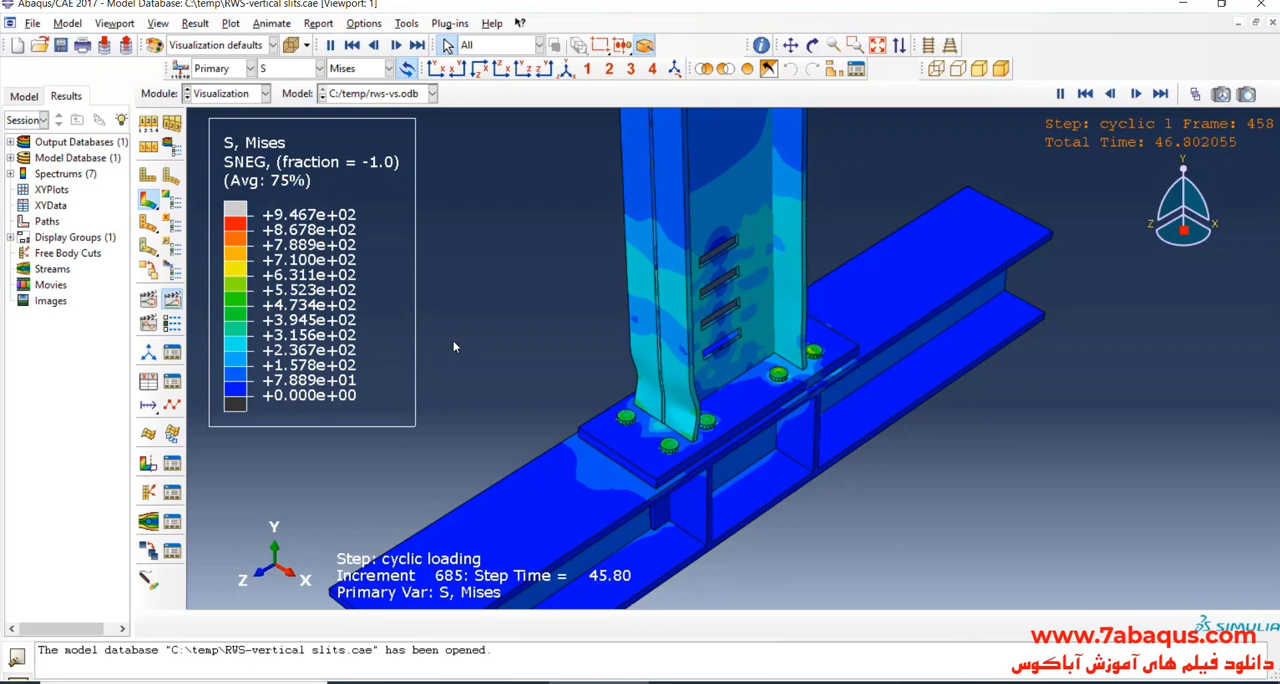 Abaqus/CAE 2017 - Model Database: C:\temp\RWS-vertical slits.cae [Viewport: 1]
File Model Viewport View Result Plot Animate Report Options Tools Plug-ins Help
Visualization defaults All
Primary S Mises 1 2 3 4
Model Results Module: Visualization Model: C:/temp/rws-vs.odb
Session
Output Databases (1)
Model Database (1)
Spectrums (7)
XYPlots
XYData
Paths
Display Groups (1)
Free Body Cuts
Streams
Movies
Images
S, Mises
SNEG, (fraction = -1.0)
(Avg: 75%)
+9.467e+02
+8.678e+02
+7.889e+02
+7.100e+02
+6.311e+02
+5.523e+02
+4.734e+02
+3.945e+02
+3.156e+02
+2.367e+02
+1.578e+02
+7.889e+01
+0.000e+00
Step: cyclic l Frame: 458
Total Time: 46.802055
Y
Z X
Y
Z X
Step: cyclic loading
Increment 685: Step Time = 45.80
Primary Var: S, Mises
SIMULIA
The model database "C:\temp\RWS-vertical slits.cae" has been opened.
www.7abaqus.com
دانلود فیلم های آموزش آباکوس